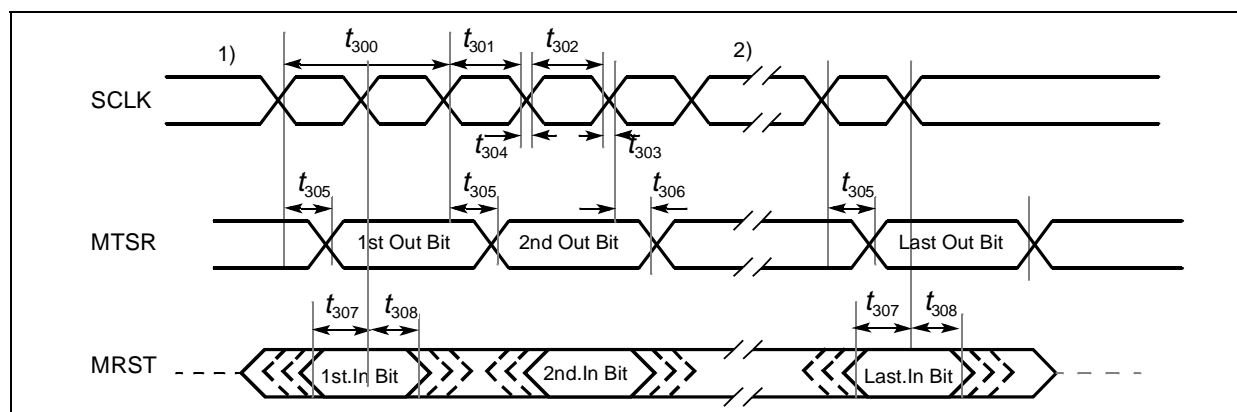 1) t300 t301 t302 2)
SCLK
t304 t303
t305 t305 t306 t305
MTSR 1st Out Bit 2nd Out Bit Last Out Bit
t307 t308 t307 t308
MRST 1st.In Bit 2nd.In Bit Last.In Bit